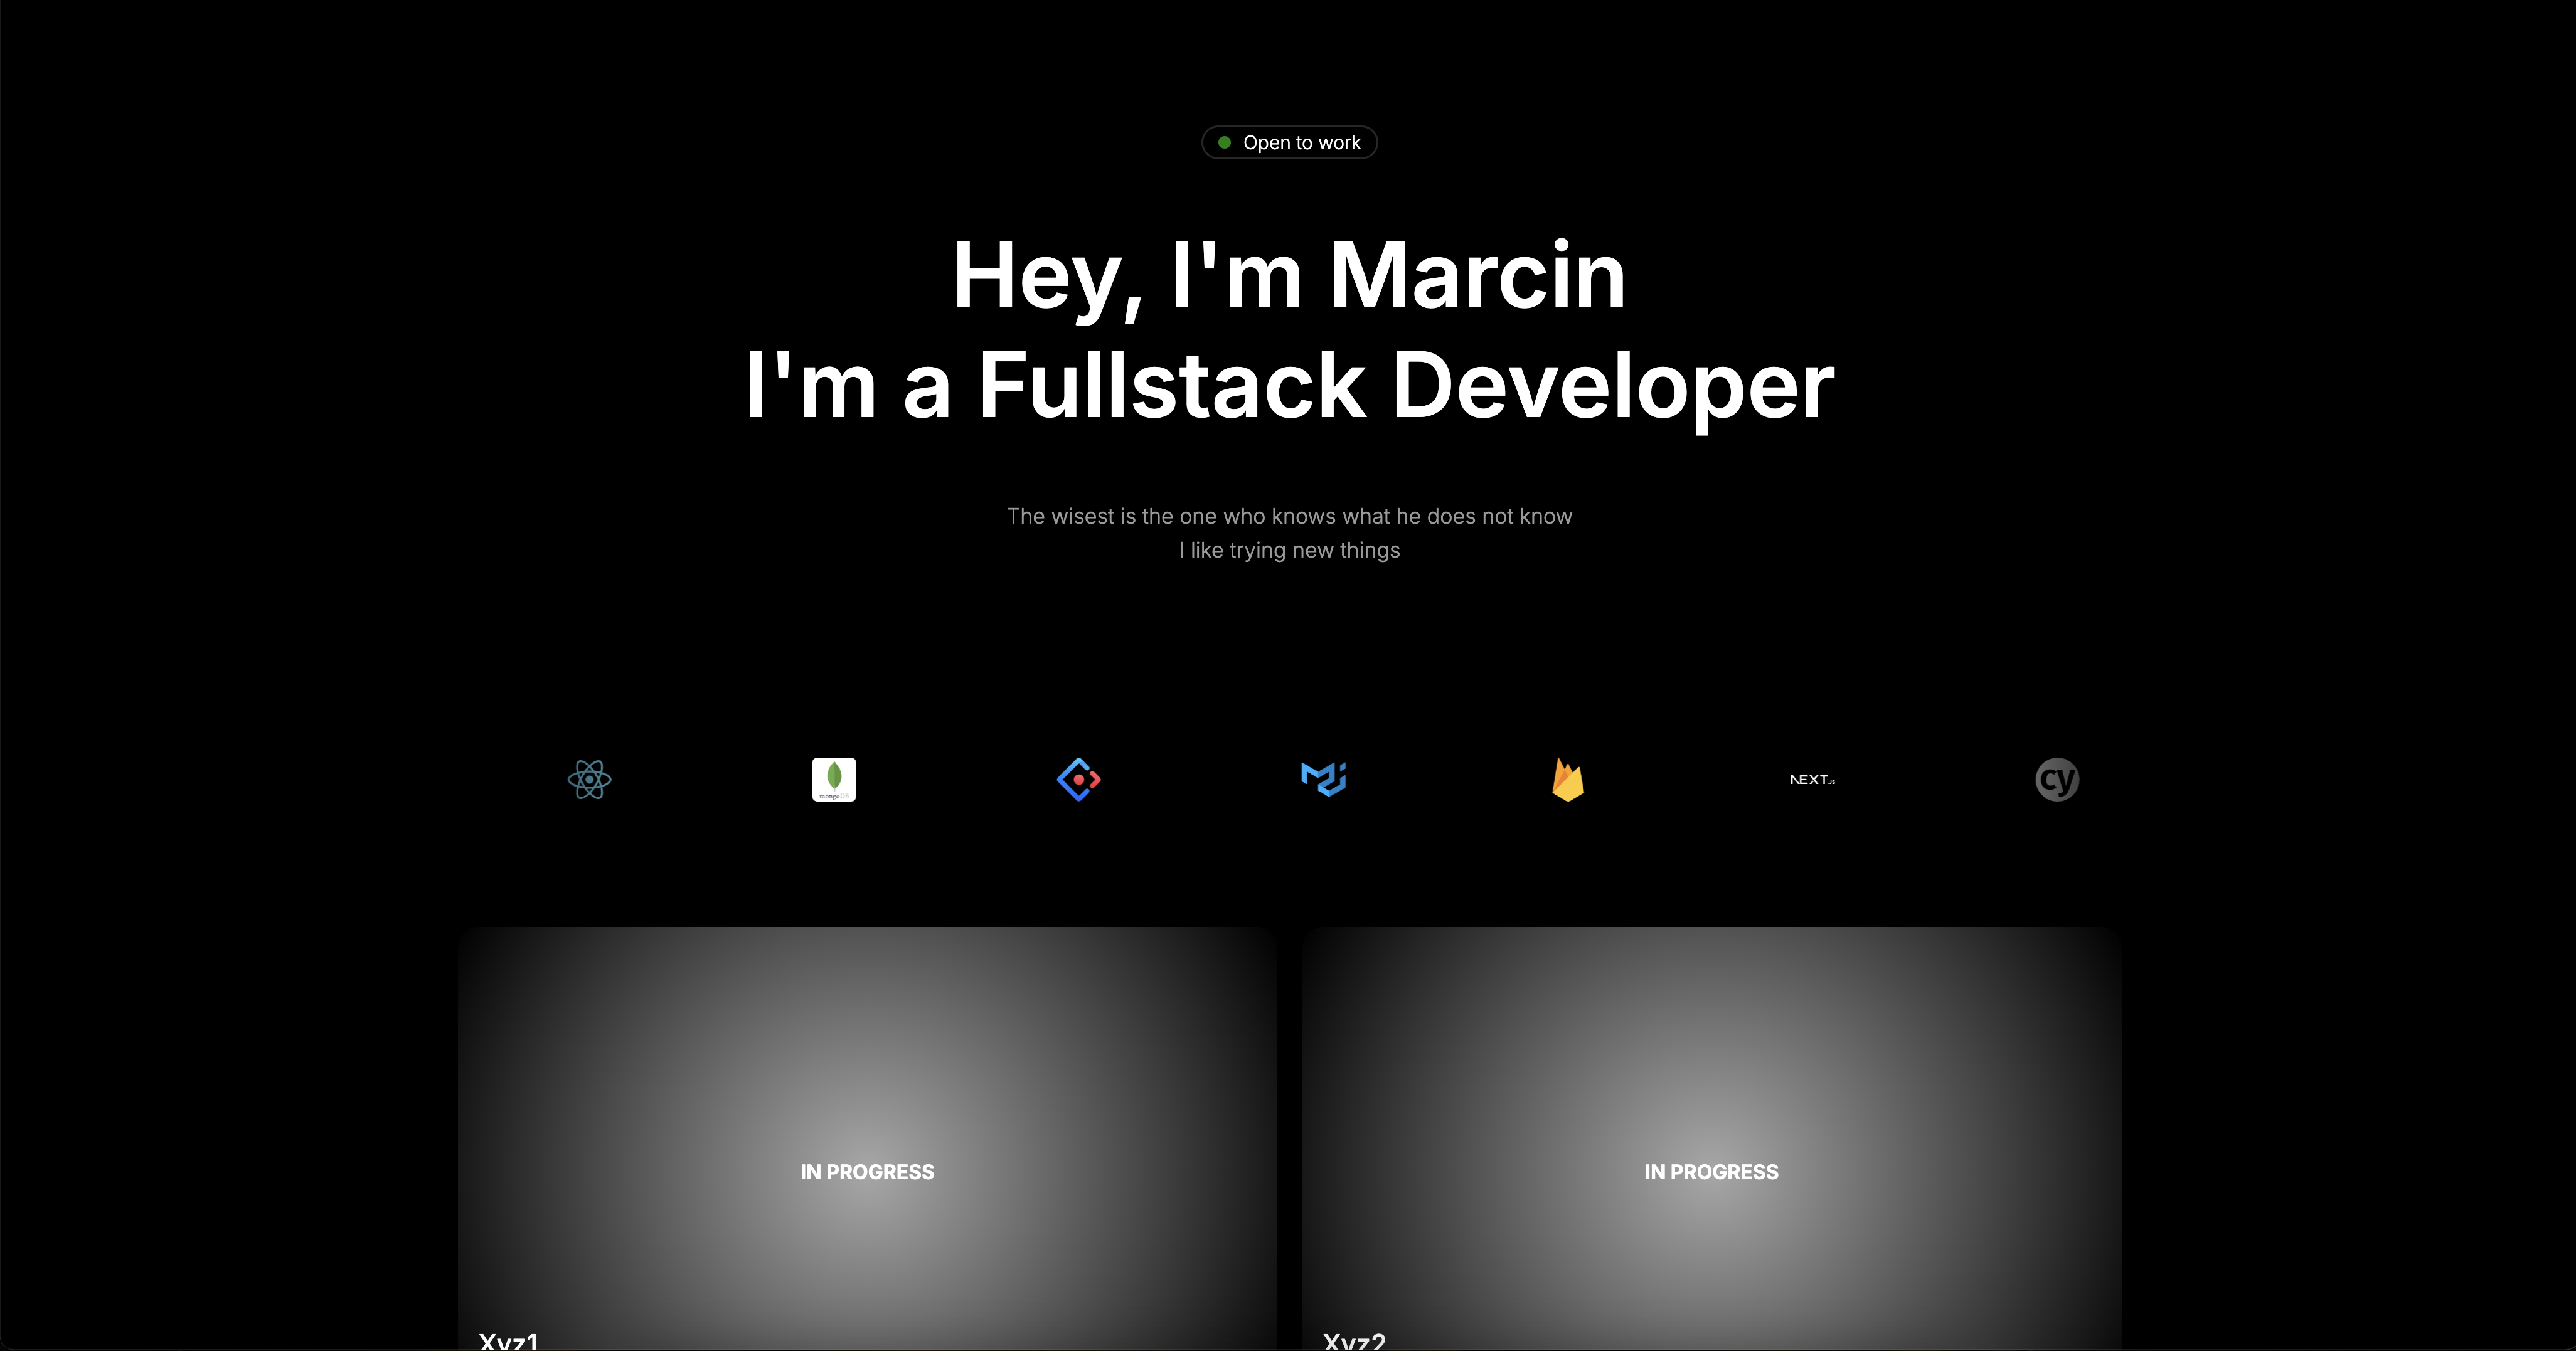 Open to work
Hey, I'm Marcin
I'm a Fullstack Developer
The wisest is the one who knows what he does not know
I like trying new things
mongoDB
NEXT.JS
cy
IN PROGRESS
IN PROGRESS
Xyz1
Xyz2